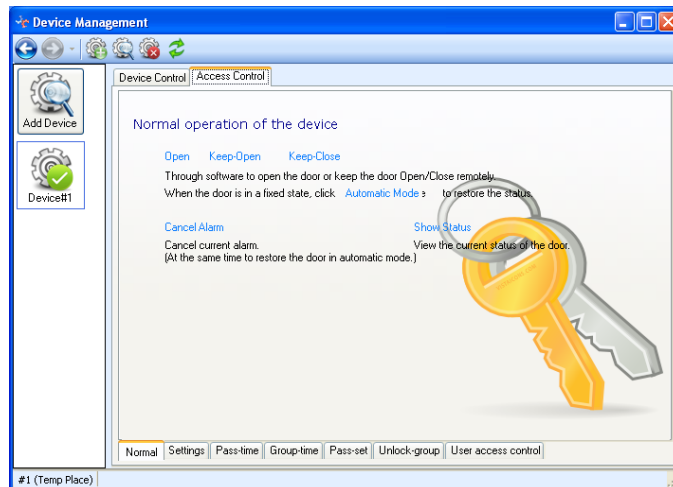 Device Management
Device Control Access Control
Add Device
Device#1
Normal operation of the device
Open Keep-Open Keep-Close
Through software to open the door or keep the door Open/Close remotely.
When the door is in a fixed state, click Automatic Mode to restore the status.
Cancel Alarm Show Status
Cancel current alarm. View the current status of the door.
(At the same time to restore the door in automatic mode.)
Normal Settings Pass-time Group-time Pass-set Unlock-group User access control
#1 (Temp Place)